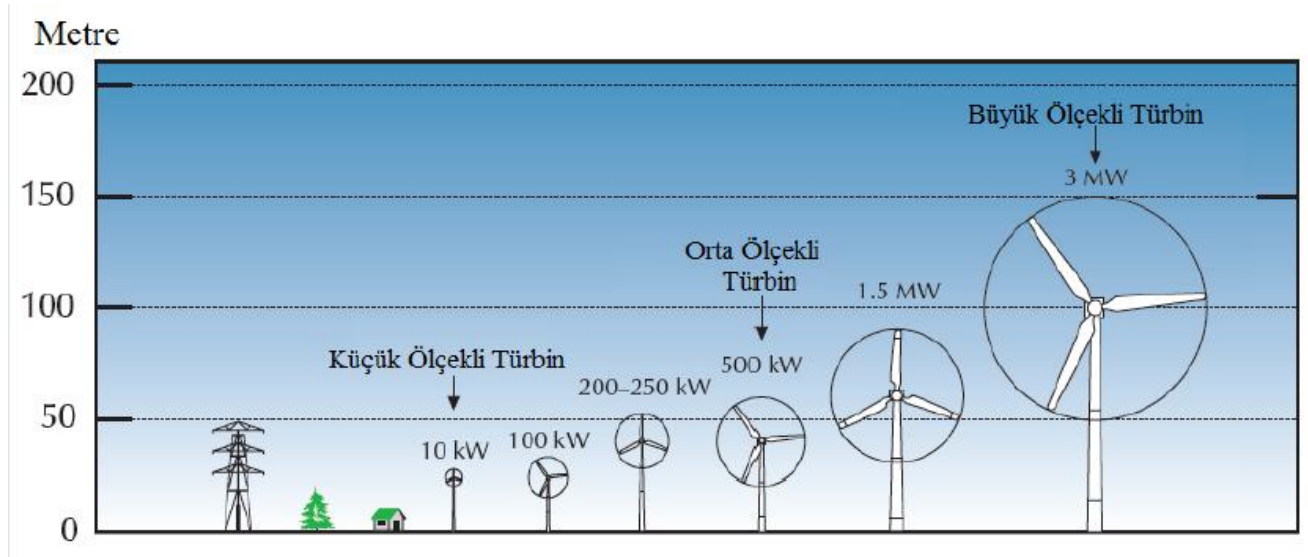 Metre
200
150
100
50
0
Küçük Ölçekli Türbin
10 kW
100 kW
200–250 kW
Orta Ölçekli
Türbin
500 kW
1.5 MW
Büyük Ölçekli Türbin
3 MW